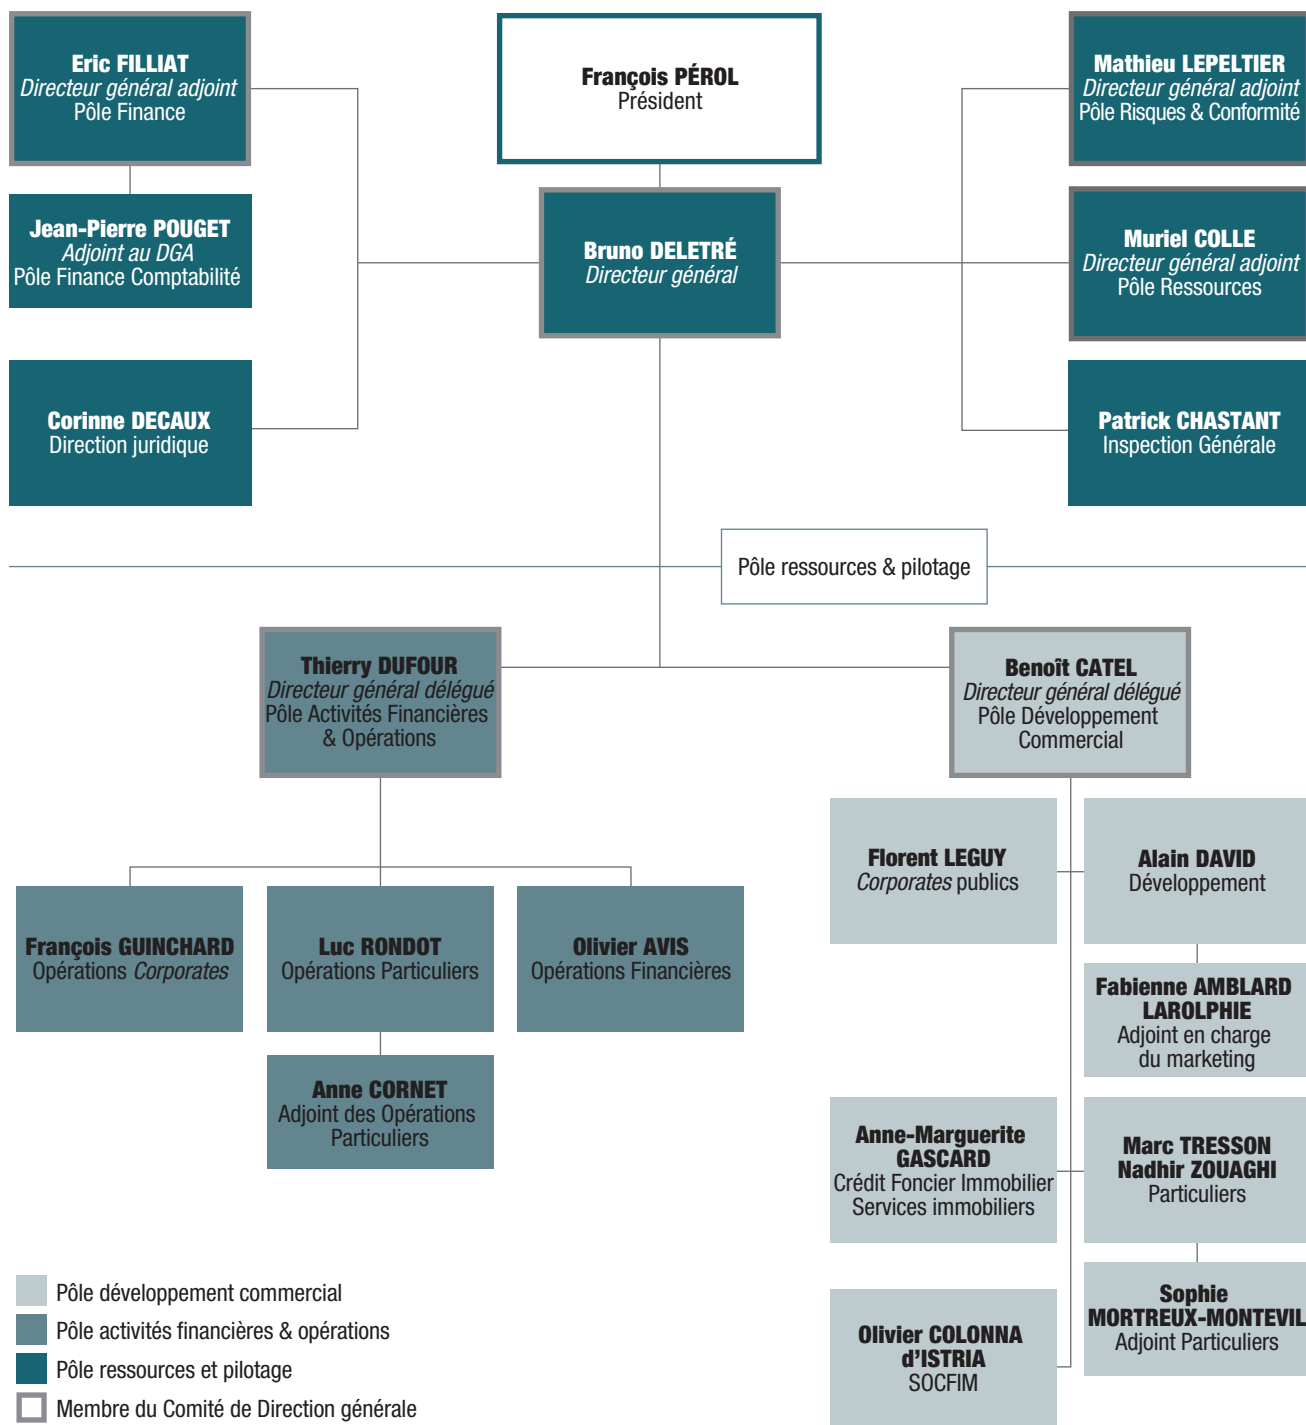 François PÉROL
Président
Eric FILLIAT
Directeur général adjoint
Pôle Finance
Mathieu LEPELTIER
Directeur général adjoint
Pôle Risques & Conformité
Jean-Pierre POUGET
Adjoint au DGA
Pôle Finance Comptabilité
Bruno DELETRÉ
Directeur général
Muriel COLLE
Directeur général adjoint
Pôle Ressources
Corinne DECAUX
Direction juridique
Patrick CHASTANT
Inspection Générale
Pôle ressources & pilotage
Thierry DUFOUR
Directeur général délégué
Pôle Activités Financières
& Opérations
Benoît CATEL
Directeur général délégué
Pôle Développement
Commercial
François GUINCHARD
Opérations Corporates
Luc RONDOT
Opérations Particuliers
Olivier AVIS
Opérations Financières
Anne CORNET
Adjoint des Opérations
Particuliers
Florent LEGUY
Corporates publics
Alain DAVID
Développement
Fabienne AMBLARD
LAROLPHIE
Adjoint en charge
du marketing
Anne-Marguerite
GASCARD
Crédit Foncier Immobilier
Services immobiliers
Marc TRESSON
Nadhir ZOUAGHI
Particuliers
Olivier COLONNA
d'ISTRIA
SOCFIM
Sophie
MORTREUX-MONTEVIL
Adjoint Particuliers
Pôle développement commercial
Pôle activités financières & opérations
Pôle ressources et pilotage
Membre du Comité de Direction générale